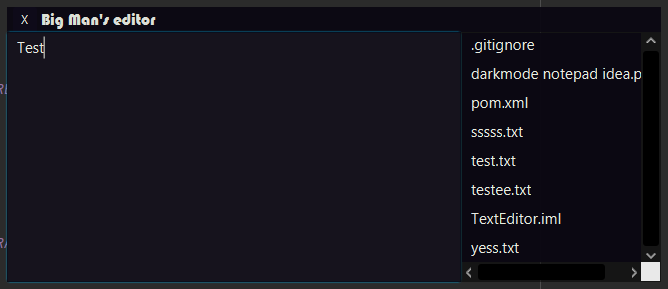 X Big Man's editor
Test
.gitignore
darkmode notepad idea.p
pom.xml
sssss.txt
test.txt
testee.txt
TextEditor.iml
yess.txt